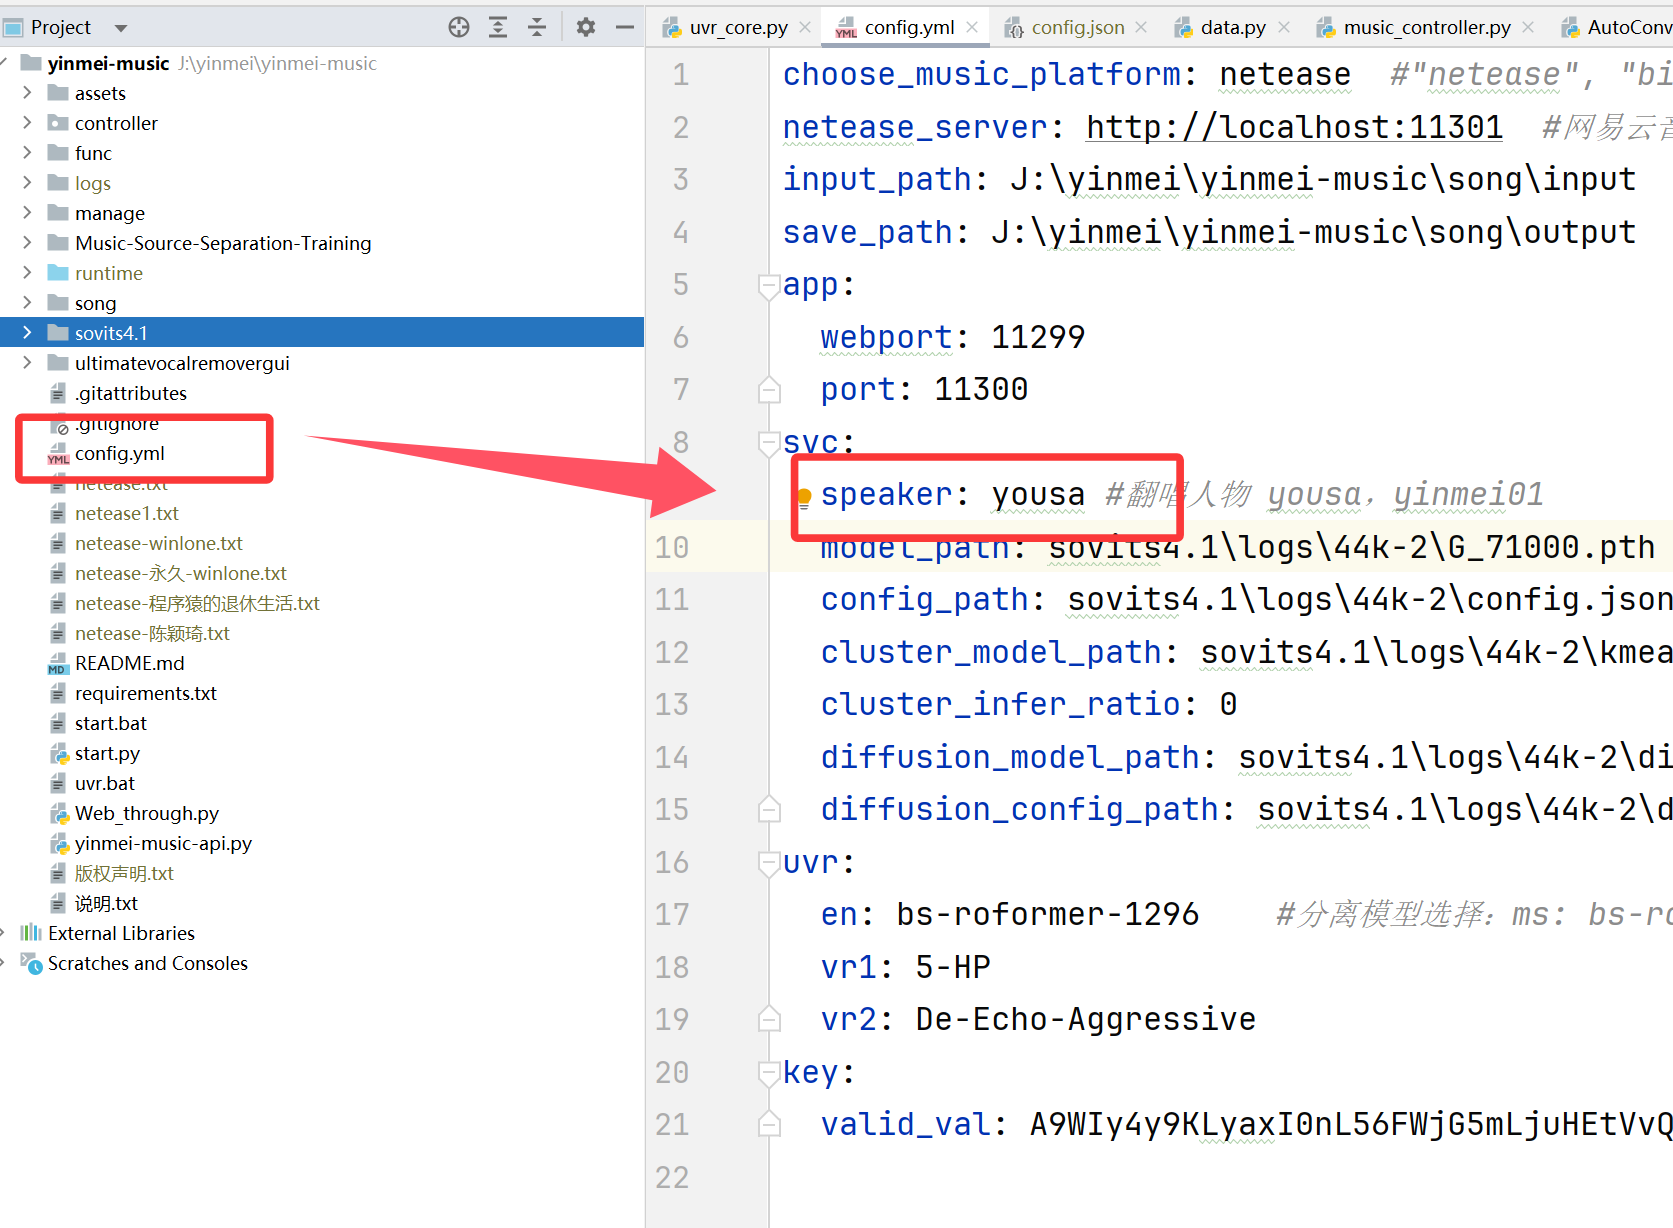 Project
uvr_core.py
config.yml
config.json
data.py
music_controller.py
AutoConv
yinmei-music J:\yinmei\yinmei-music
assets
controller
func
logs
manage
Music-Source-Separation-Training
runtime
song
sovits4.1
ultimatevocalremovergui
.gitattributes
.gitignore
config.yml
netease.txt
netease1.txt
netease-winlone.txt
netease-永久-winlone.txt
netease-程序猿的退休生活.txt
netease-陈颖琦.txt
README.md
requirements.txt
start.bat
start.py
uvr.bat
Web_through.py
yinmei-music-api.py
版权声明.txt
说明.txt
External Libraries
Scratches and Consoles
1 choose_music_platform: netease #"netease", "bi
2 netease_server: http://localhost:11301 #网易云音
3 input_path: J:\yinmei\yinmei-music\song\input
4 save_path: J:\yinmei\yinmei-music\song\output
5 app:
6 webport: 11299
7 port: 11300
8 svc:
speaker: yousa #翻唱人物 yousa，yinmei01
10 model_path: sovits4.1\logs\44k-2\G_71000.pth
11 config_path: sovits4.1\logs\44k-2\config.json
12 cluster_model_path: sovits4.1\logs\44k-2\kmea
13 cluster_infer_ratio: 0
14 diffusion_model_path: sovits4.1\logs\44k-2\di
15 diffusion_config_path: sovits4.1\logs\44k-2\d
16 uvr:
17 en: bs-roformer-1296 #分离模型选择：ms: bs-ro
18 vr1: 5-HP
19 vr2: De-Echo-Aggressive
20 key:
21 valid_val: A9WIy4y9KLyaxI0nL56FWjG5mLjuHEtVvQ
22